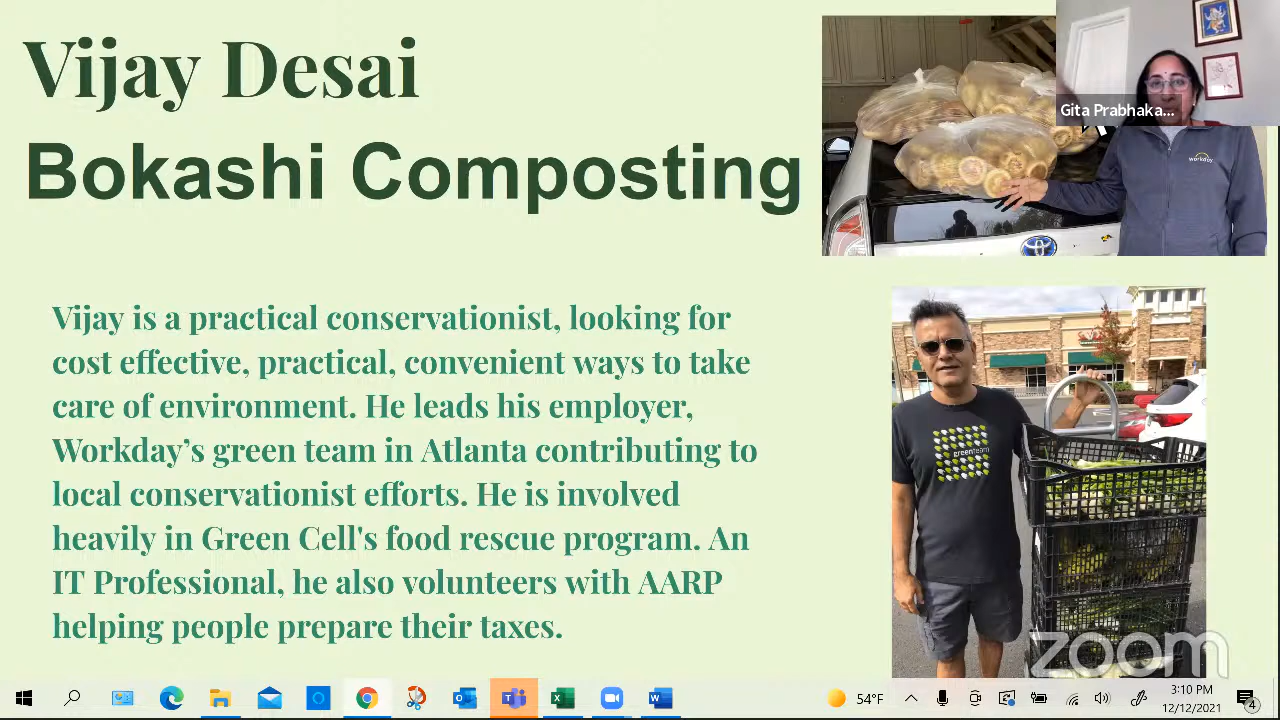 Vijay Desai
Bokashi Composting
Gita Prabhaka...
workday
Vijay is a practical conservationist, looking for
cost effective, practical, convenient ways to take
care of environment. He leads his employer,
Workday's green team in Atlanta contributing to
local conservationist efforts. He is involved
heavily in Green Cell's food rescue program. An
IT Professional, he also volunteers with AARP
helping people prepare their taxes.
greenteam
zoom
54°F
3:10 PM
12/12/2021
4